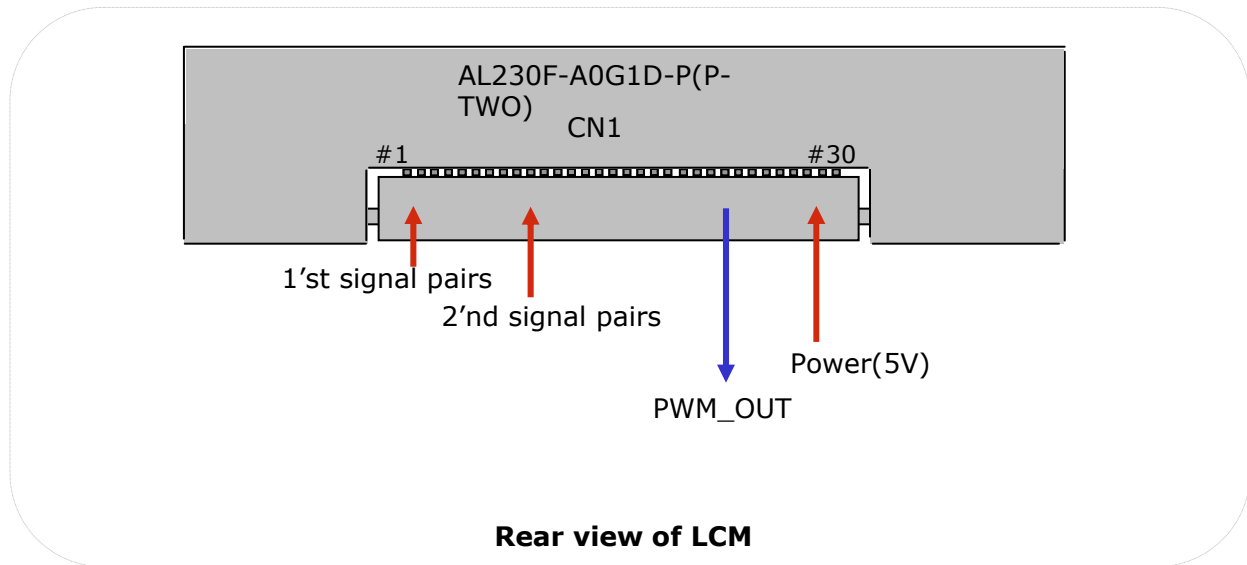 AL230F-A0G1D-P(P-
TWO)
CN1
#1
#30
1’st signal pairs
2’nd signal pairs
Power(5V)
PWM_OUT
Rear view of LCM